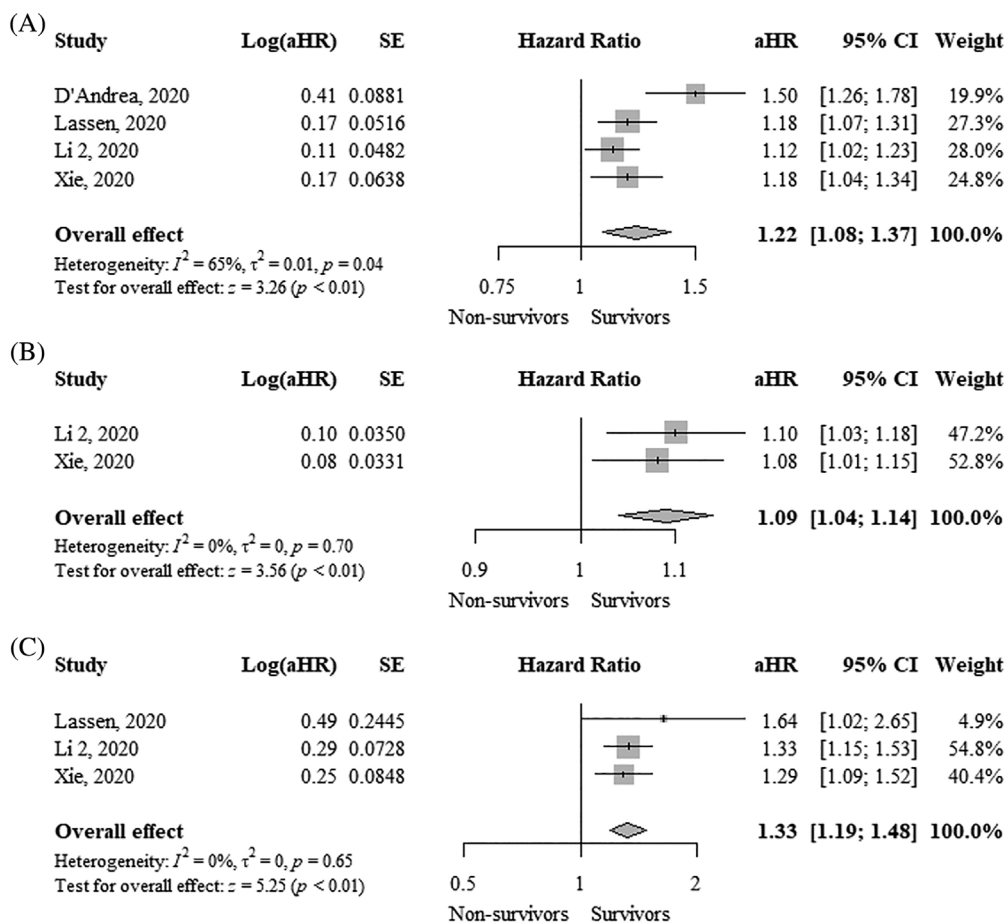 (A)
Study Log(aHR) SE Hazard Ratio aHR 95% CI Weight
D'Andrea, 2020 0.41 0.0881 1.50 [1.26; 1.78] 19.9%
Lassen, 2020 0.17 0.0516 1.18 [1.07; 1.31] 27.3%
Li 2, 2020 0.11 0.0482 1.12 [1.02; 1.23] 28.0%
Xie, 2020 0.17 0.0638 1.18 [1.04; 1.34] 24.8%
Overall effect 1.22 [1.08; 1.37] 100.0%
Heterogeneity: I² = 65%, τ² = 0.01, p = 0.04
Test for overall effect: z = 3.26 (p < 0.01)
0.75 1 1.5
Non-survivors Survivors
(B)
Study Log(aHR) SE Hazard Ratio aHR 95% CI Weight
Li 2, 2020 0.10 0.0350 1.10 [1.03; 1.18] 47.2%
Xie, 2020 0.08 0.0331 1.08 [1.01; 1.15] 52.8%
Overall effect 1.09 [1.04; 1.14] 100.0%
Heterogeneity: I² = 0%, τ² = 0, p = 0.70
Test for overall effect: z = 3.56 (p < 0.01)
0.9 1 1.1
Non-survivors Survivors
(C)
Study Log(aHR) SE Hazard Ratio aHR 95% CI Weight
Lassen, 2020 0.49 0.2445 1.64 [1.02; 2.65] 4.9%
Li 2, 2020 0.29 0.0728 1.33 [1.15; 1.53] 54.8%
Xie, 2020 0.25 0.0848 1.29 [1.09; 1.52] 40.4%
Overall effect 1.33 [1.19; 1.48] 100.0%
Heterogeneity: I² = 0%, τ² = 0, p = 0.65
Test for overall effect: z = 5.25 (p < 0.01)
0.5 1 2
Non-survivors Survivors